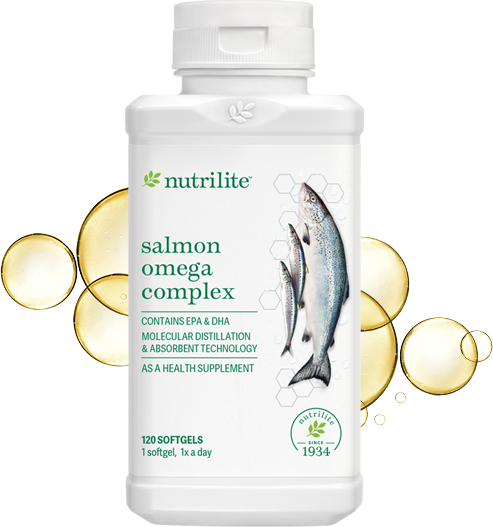 nutrilite™
salmon
omega
complex
CONTAINS EPA & DHA
MOLECULAR DISTILLATION
& ABSORBENT TECHNOLOGY
AS A HEALTH SUPPLEMENT
120 SOFTGELS
1 softgel, 1x a day
nutrilite
SINCE
1934